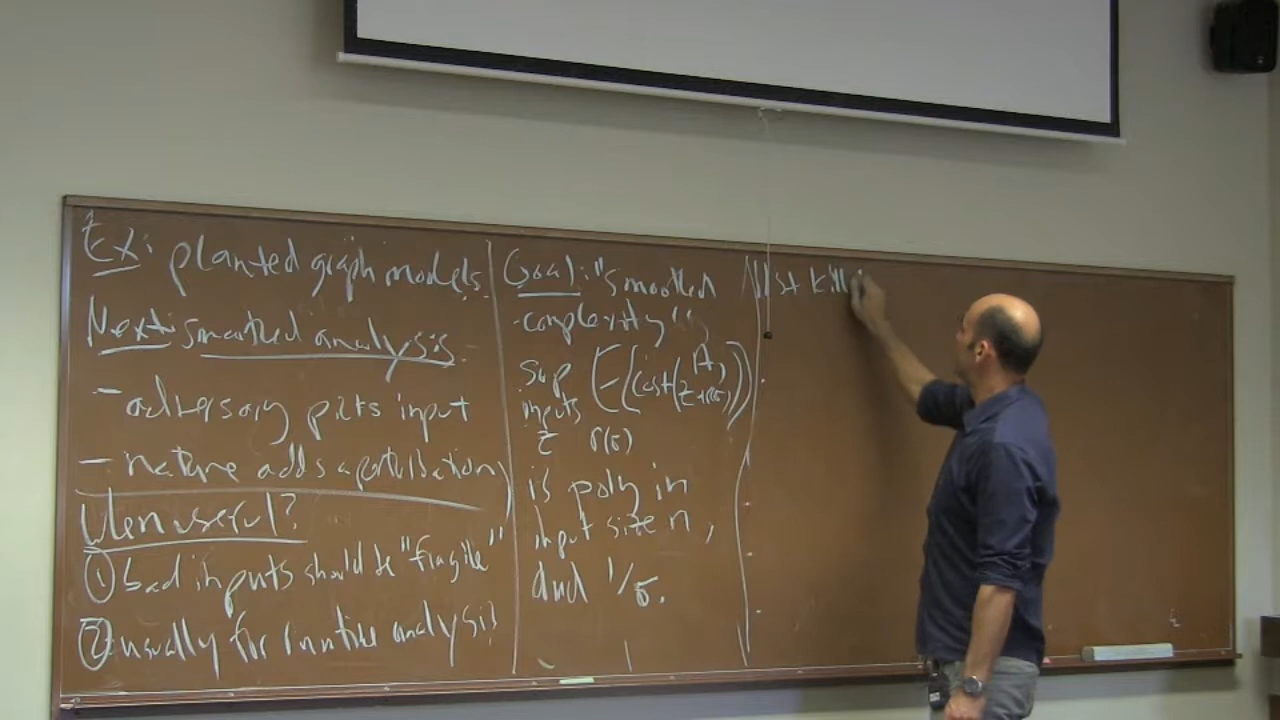 Ex: planted graph models.
Next: smoothed analysis.
- adversary picks input
- nature adds a perturbation
When useful?
① bad inputs should be "fragile"
② usually for runtime analysis
Goal: "smoothed
complexity"
sup E[cost(A,
inputs z+r(σ))]
z r(σ)
is poly in
input size n,
and 1/σ.
1st kill